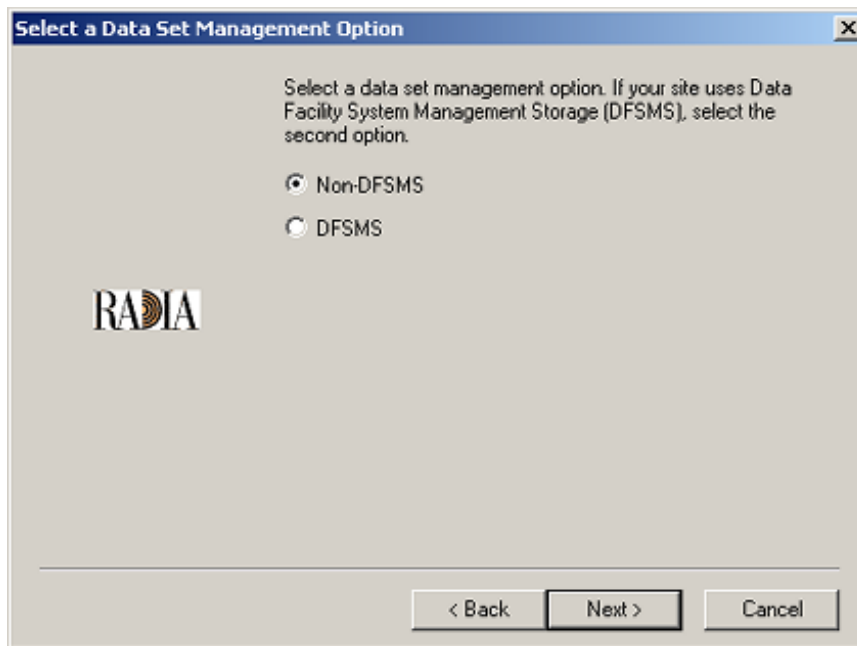 Select a Data Set Management Option
Select a data set management option. If your site uses Data
Facility System Management Storage (DFSMS), select the
second option.
Non-DFSMS
DFSMS
RADIA
< Back
Next >
Cancel